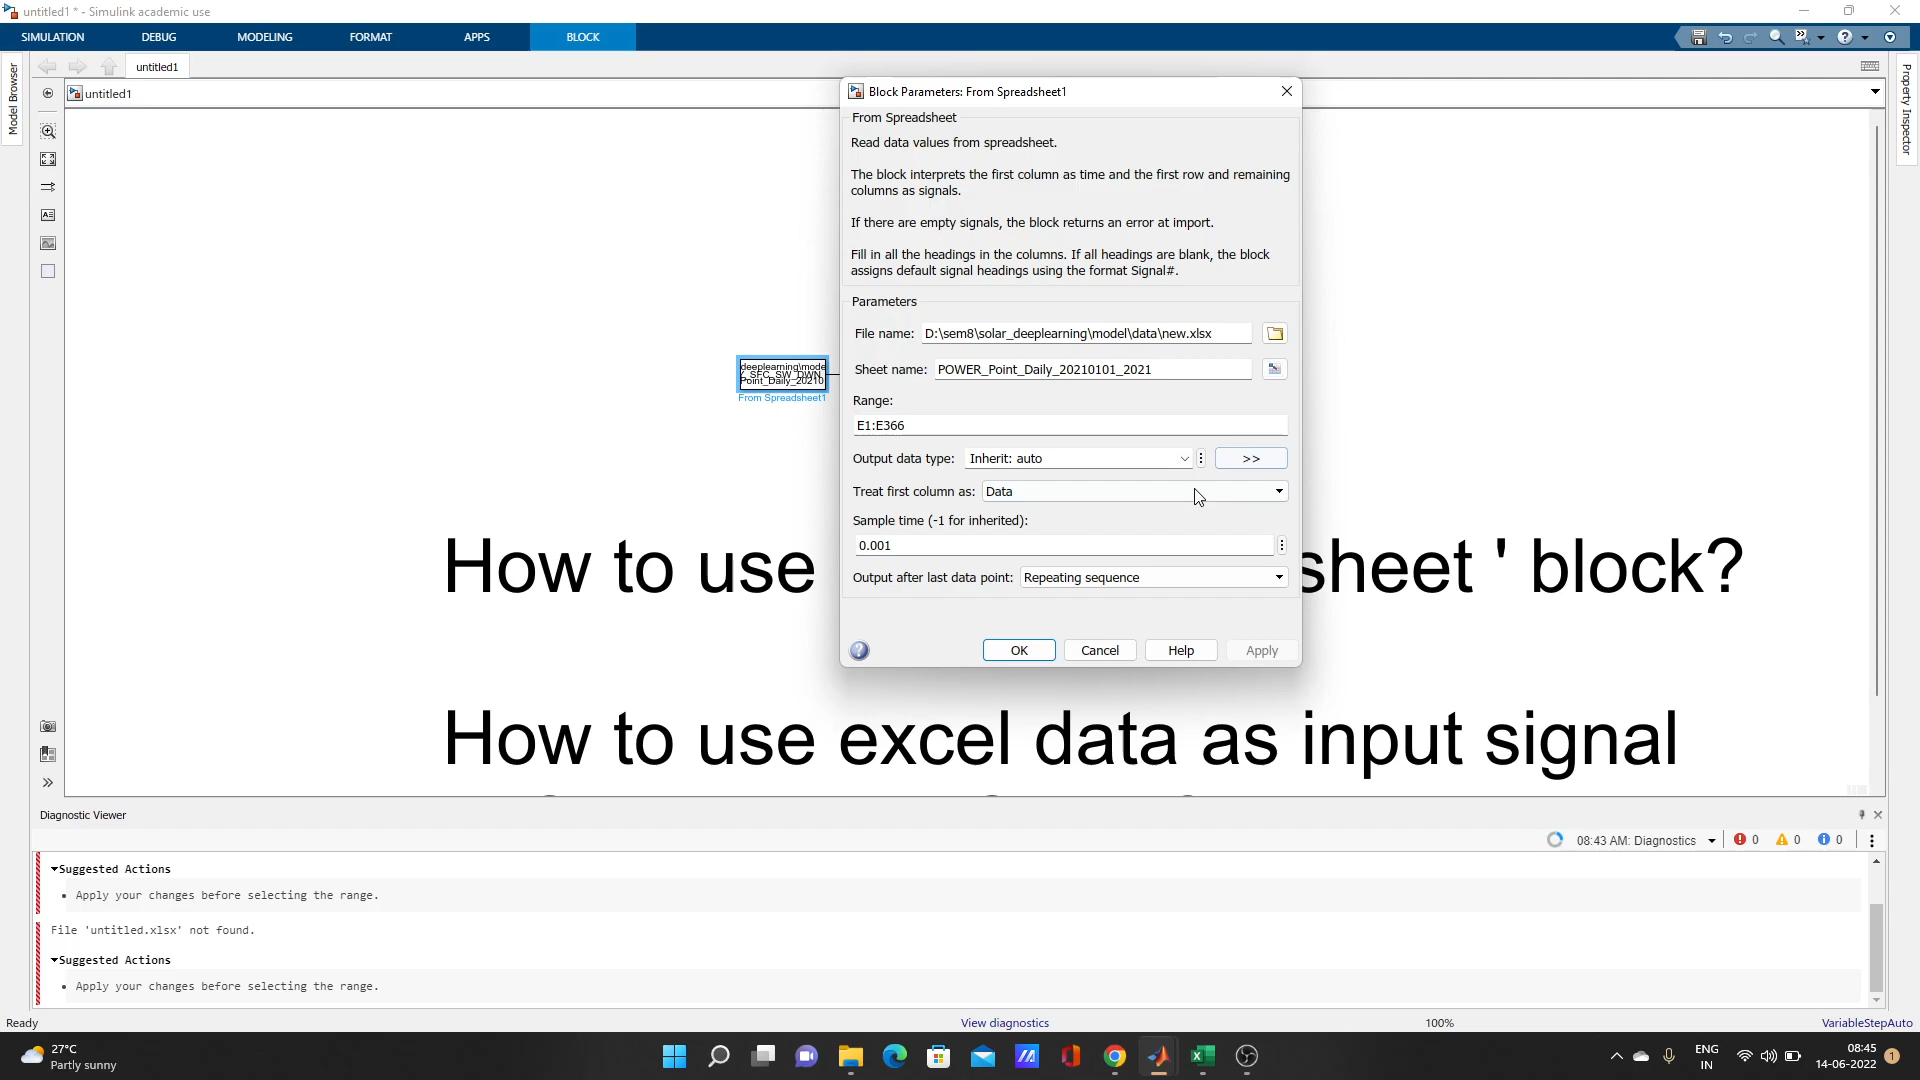 untitled1 * - Simulink academic use
SIMULATION DEBUG MODELING FORMAT APPS BLOCK
untitled1
untitled1
Model Browser
Property Inspector
deeplearning\mode
Point_Daily_20210
From Spreadsheet1
Block Parameters: From Spreadsheet1
From Spreadsheet
Read data values from spreadsheet.
The block interprets the first column as time and the first row and remaining
columns as signals.
If there are empty signals, the block returns an error at import.
Fill in all the headings in the columns. If all headings are blank, the block
assigns default signal headings using the format Signal#.
Parameters
File name: D:\sem8\solar_deeplearning\model\data\new.xlsx
Sheet name: POWER_Point_Daily_20210101_2021
Range:
E1:E366
Output data type: Inherit: auto >>
Treat first column as: Data
Sample time (-1 for inherited):
0.001
Output after last data point: Repeating sequence
OK Cancel Help Apply
How to use sheet ' block?
How to use excel data as input signal
Diagnostic Viewer
08:43 AM: Diagnostics 0 0 0
▾Suggested Actions
• Apply your changes before selecting the range.
File 'untitled.xlsx' not found.
▾Suggested Actions
• Apply your changes before selecting the range.
Ready View diagnostics 100% VariableStepAuto
27°C
Partly sunny
ENG
IN
08:45
14-06-2022
1